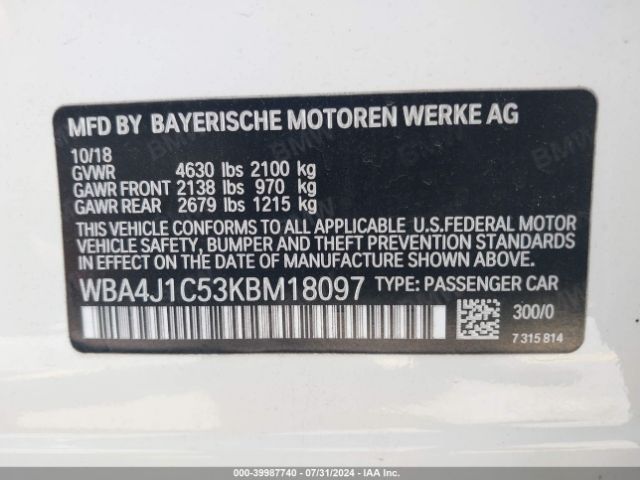 MFD BY BAYERISCHE MOTOREN WERKE AG
10/18
GVWR 4630 lbs 2100 kg
GAWR FRONT 2138 lbs 970 kg
GAWR REAR 2679 lbs 1215 kg
THIS VEHICLE CONFORMS TO ALL APPLICABLE U.S.FEDERAL MOTOR
VEHICLE SAFETY, BUMPER AND THEFT PREVENTION STANDARDS
IN EFFECT ON THE DATE OF MANUFACTURE SHOWN ABOVE.
WBA4J1C53KBM18097 TYPE: PASSENGER CAR
300/0
7 315 814
000-39987740 - 07/31/2024 - IAA Inc.